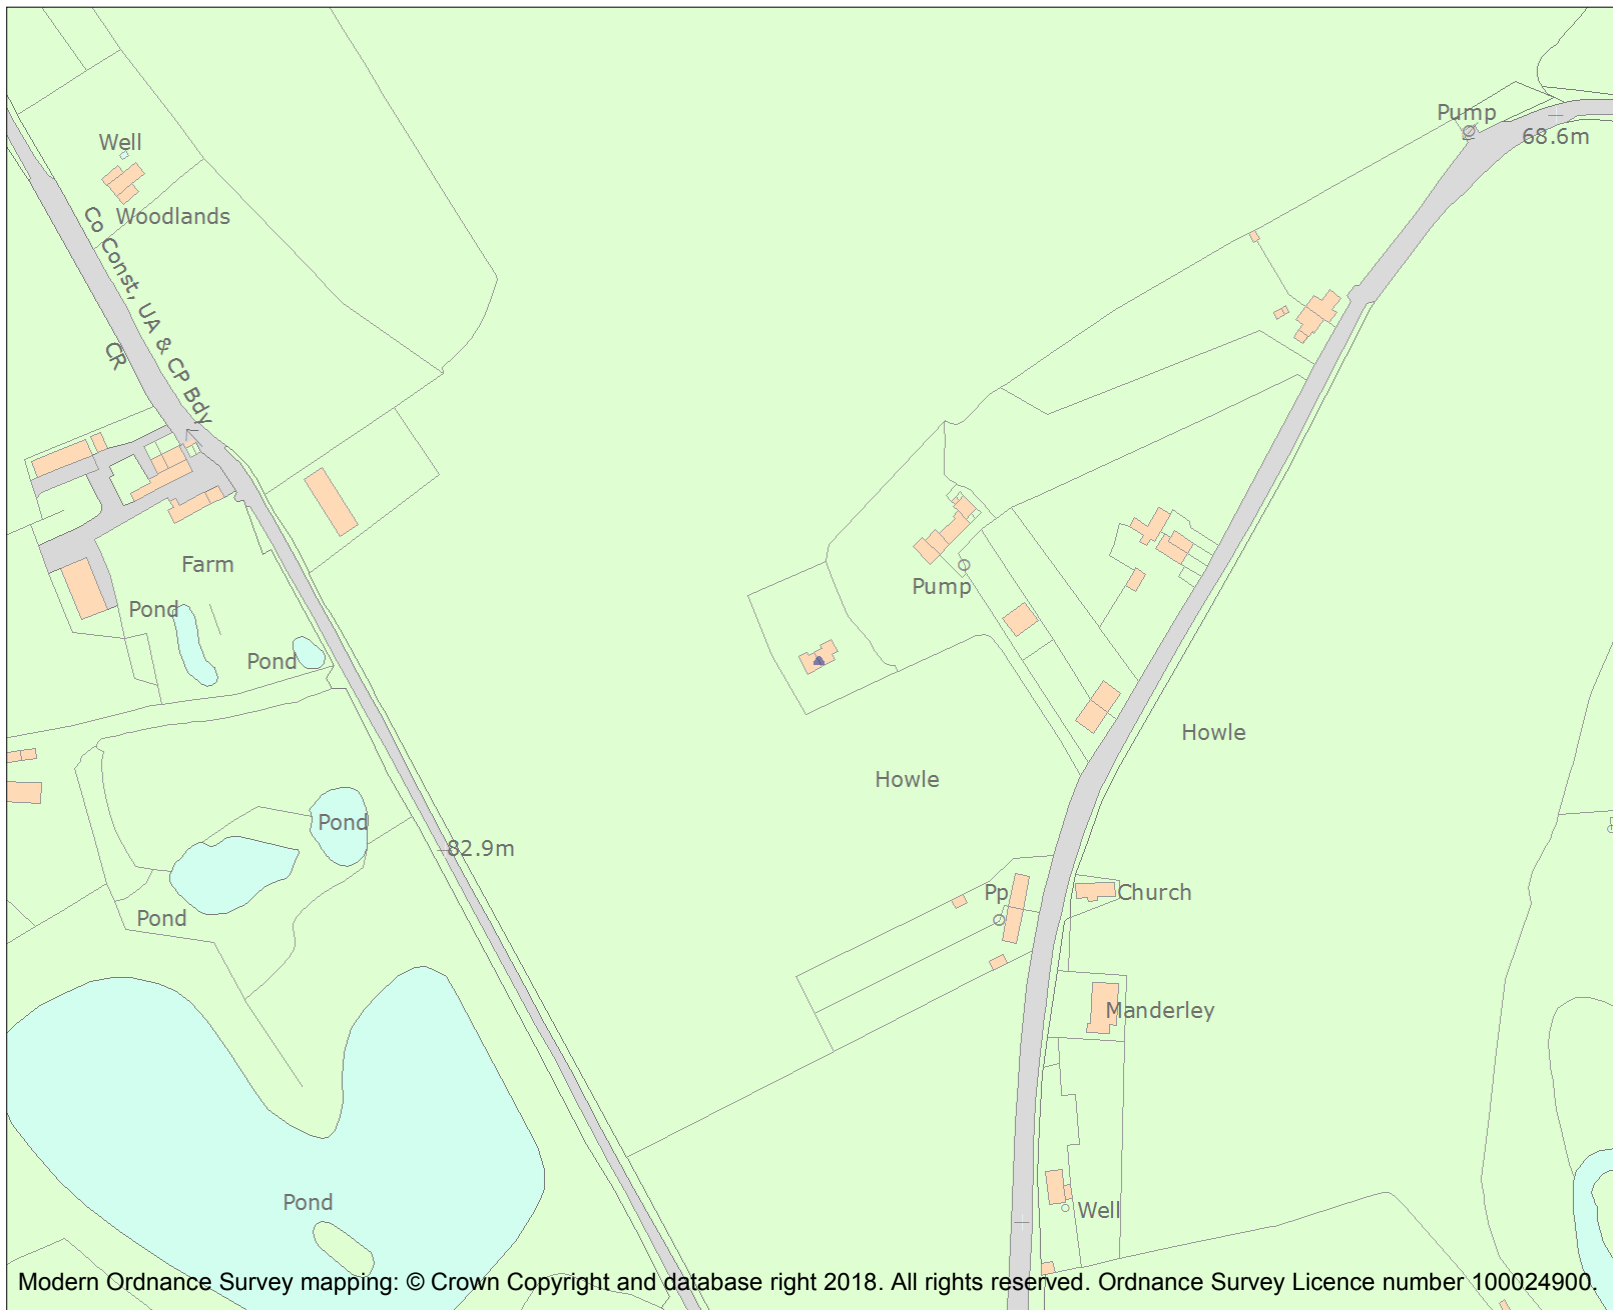 Pump
68.6m
Well
Woodlands
Co Const, UA & CP Bdy
CR
Farm
Pump
Pond
Pond
Howle
Howle
Pond
82.9m
Pp
Church
Pond
Manderley
Pond
Well
Modern Ordnance Survey mapping: © Crown Copyright and database right 2018. All rights reserved. Ordnance Survey Licence number 100024900.